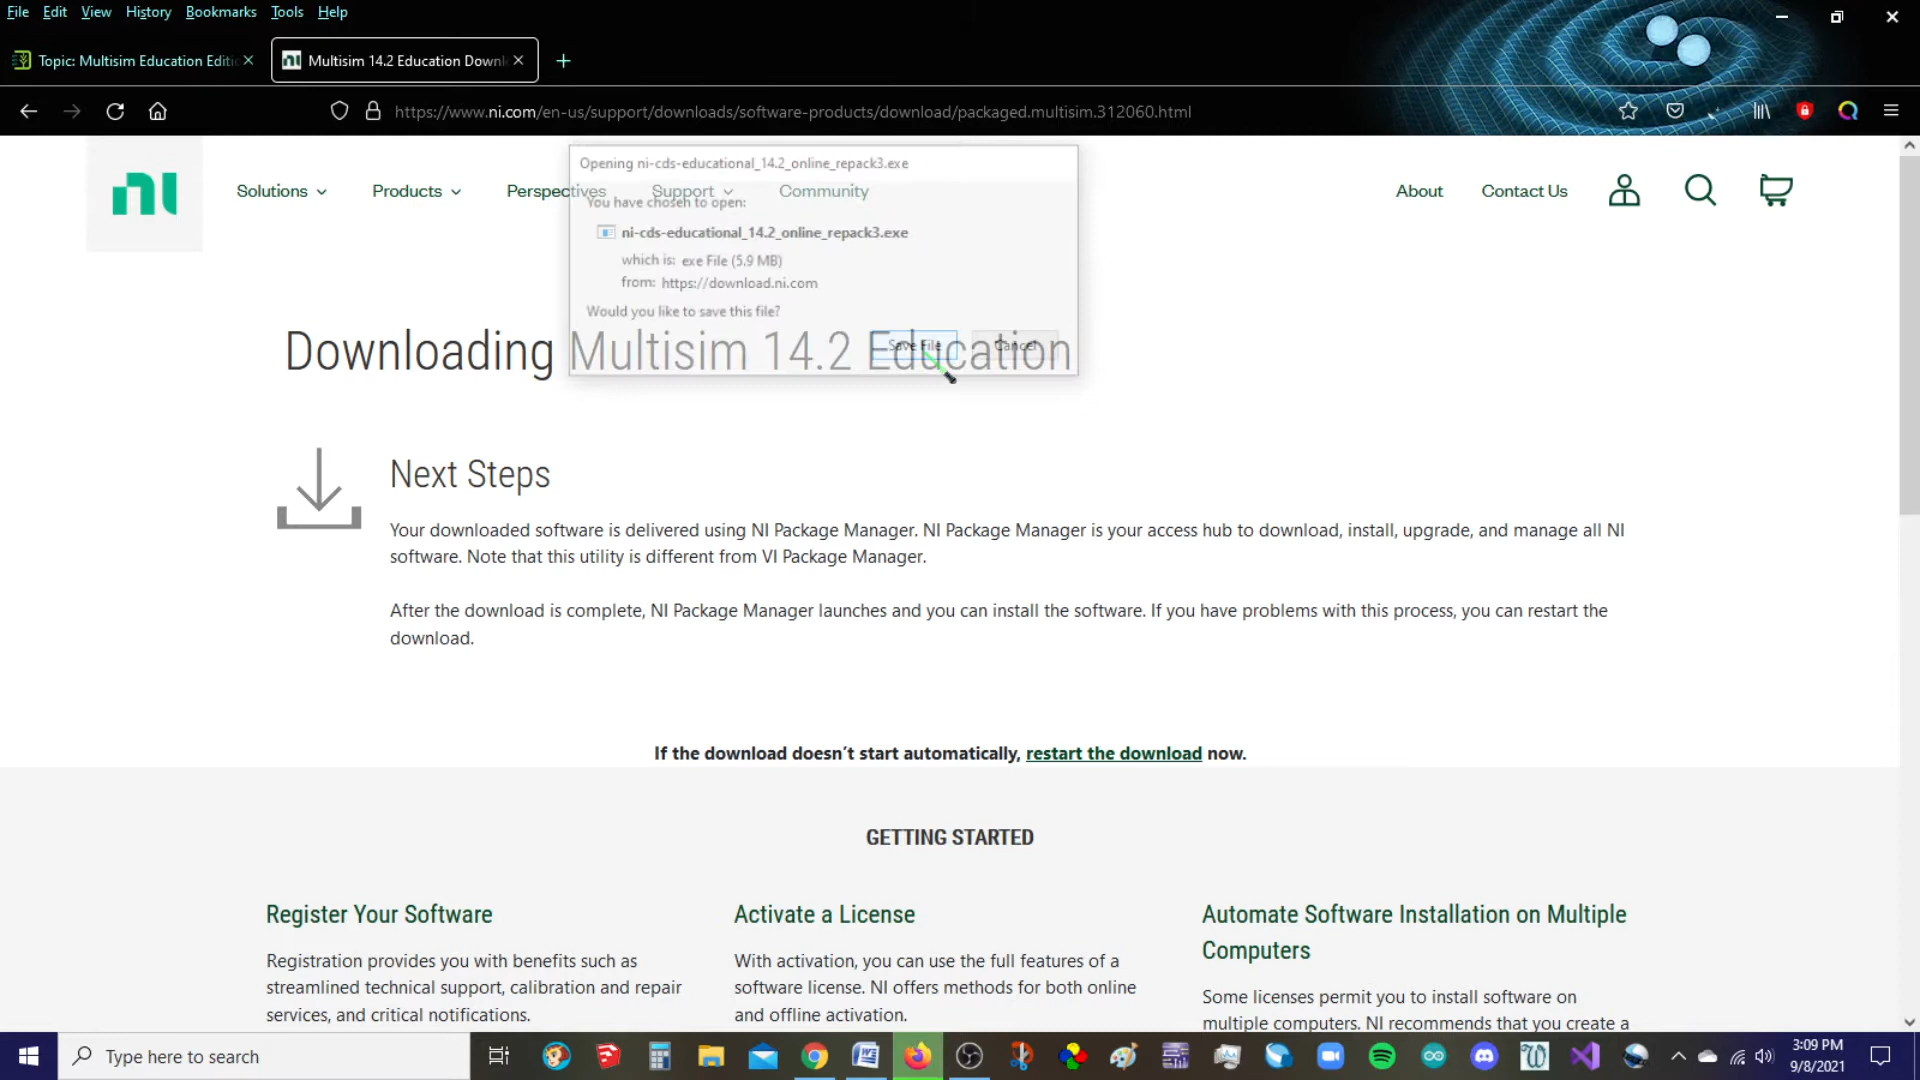 File Edit View History Bookmarks Tools Help
Topic: Multisim Education Editi
Multisim 14.2 Education Downl
https://www.ni.com/en-us/support/downloads/software-products/download/packaged.multisim.312060.html
Opening ni-cds-educational_14.2_online_repack3.exe
ni
Solutions Products Perspectives Support Community About Contact Us
You have chosen to open:
ni-cds-educational_14.2_online_repack3.exe
which is: exe File (5.9 MB)
from: https://download.ni.com
Would you like to save this file?
Save File Cancel
Downloading Multisim 14.2 Education
Next Steps
Your downloaded software is delivered using NI Package Manager. NI Package Manager is your access hub to download, install, upgrade, and manage all NI
software. Note that this utility is different from VI Package Manager.
After the download is complete, NI Package Manager launches and you can install the software. If you have problems with this process, you can restart the
download.
If the download doesn't start automatically, restart the download now.
GETTING STARTED
Register Your Software
Registration provides you with benefits such as
streamlined technical support, calibration and repair
services, and critical notifications.
Activate a License
With activation, you can use the full features of a
software license. NI offers methods for both online
and offline activation.
Automate Software Installation on Multiple
Computers
Some licenses permit you to install software on
multiple computers. NI recommends that you create a
Type here to search
3:09 PM
9/8/2021